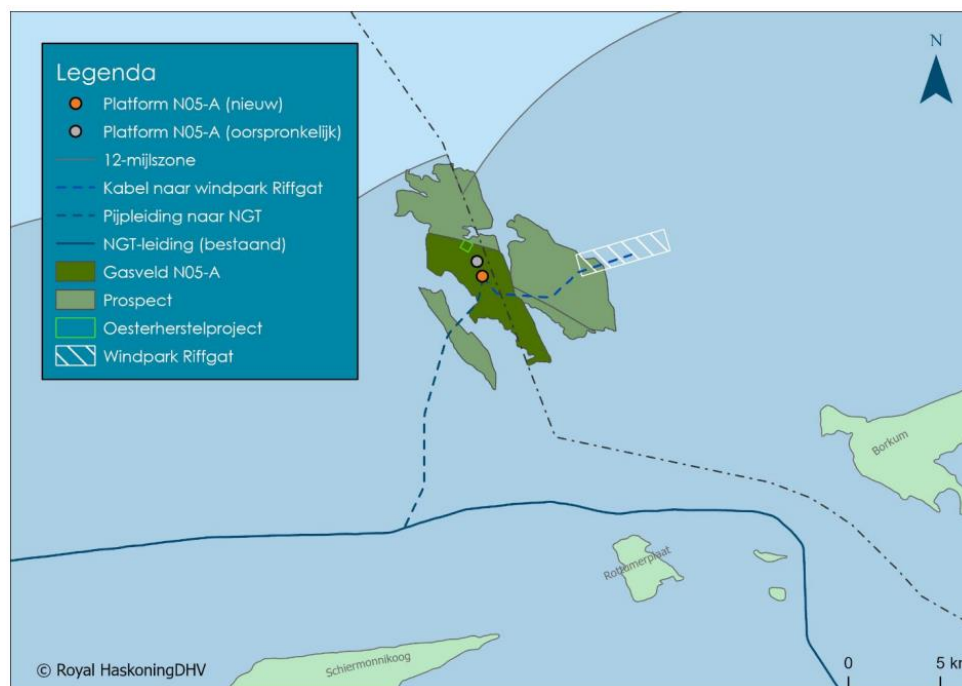 Legenda
Platform N05-A (nieuw)
Platform N05-A (oorspronkelijk)
12-mijlszone
Kabel naar windpark Riffgat
Pijpleiding naar NGT
NGT-leiding (bestaand)
Gasveld N05-A
Prospect
Oesterherstelproject
Windpark Riffgat
N
Borkum
Rottumerplaat
Schiermonnikoog
© Royal HaskoningDHV
0 5 km